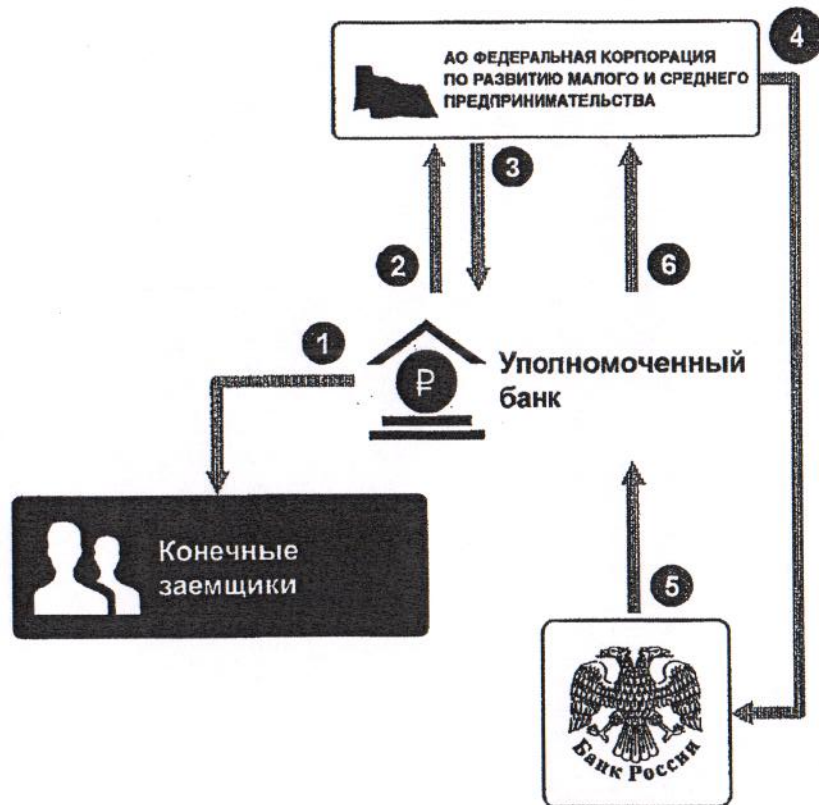 4
АО ФЕДЕРАЛЬНАЯ КОРПОРАЦИЯ
ПО РАЗВИТИЮ МАЛОГО И СРЕДНЕГО
ПРЕДПРИНИМАТЕЛЬСТВА
3
2
6
1
₽
Уполномоченный
банк
Конечные
заемщики
5
Банк России